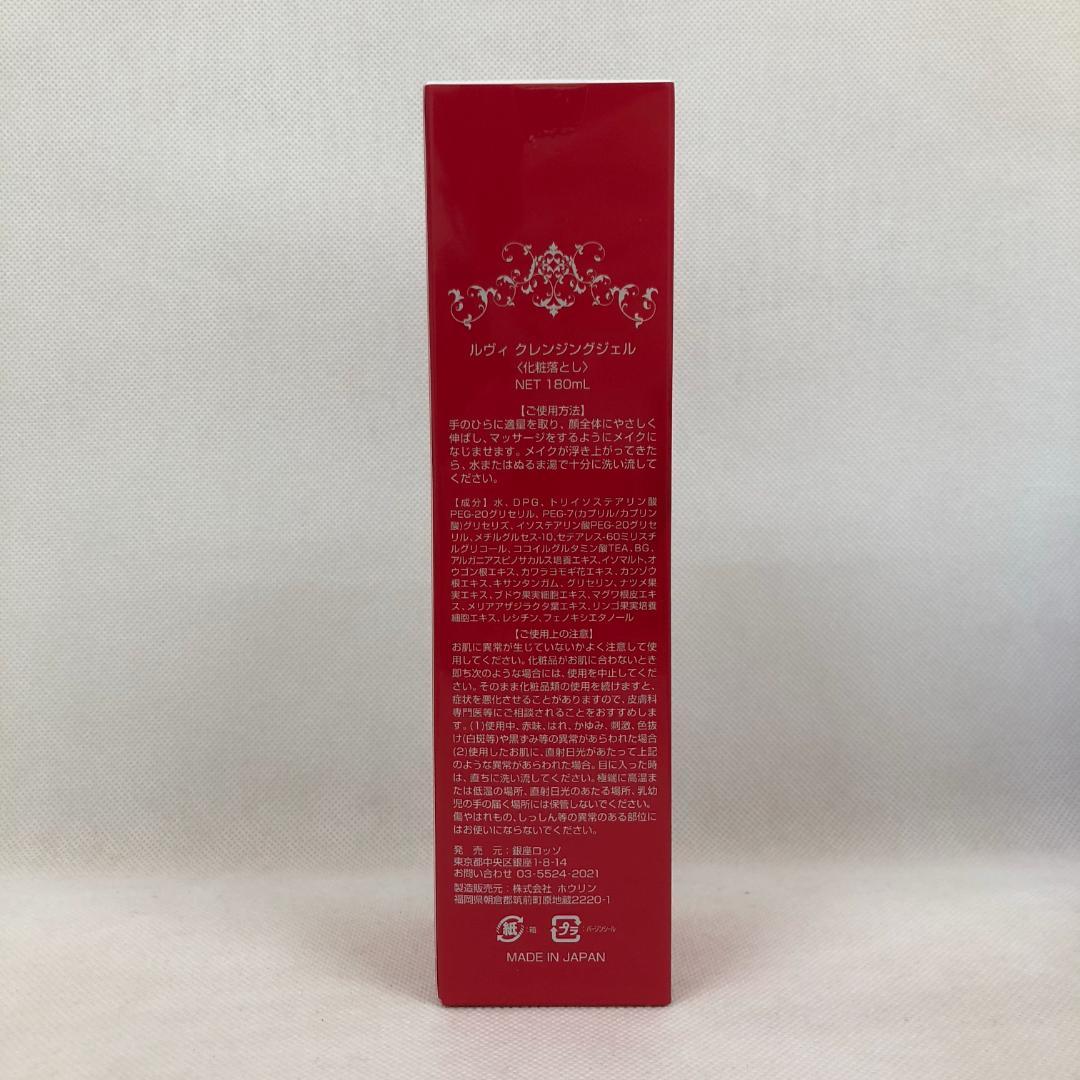 ルヴィ クレンジングジェル
〈化粧落とし〉
NET 180mL
【ご使用方法】
手のひらに適量を取り、顔全体にやさしく
伸ばし、マッサージをするようにメイクに
なじませます。メイクが浮き上がってきた
ら、水またはぬるま湯で十分に洗い流して
ください。
【成分】水、DPG、トリイソステアリン酸
PEG-20グリセリル、PEG-7(カプリル/カプリン
酸)グリセリズ、イソステアリン酸PEG-20グリセ
リル、メチルグルセス-10、セテアレス-60ミリスチ
ルグリコール、ココイルグルタミン酸TEA、BG、
アルガニアスピノサカルス培養エキス、イソマルト、オ
ウゴン根エキス、カワラヨモギ花エキス、カンゾウ
根エキス、キサンタンガム、グリセリン、ナツメ果
実エキス、ブドウ果実細胞エキス、マグワ根皮エキ
ス、メリアアザジラクタ葉エキス、リンゴ果実培養
細胞エキス、レシチン、フェノキシエタノール
【ご使用上の注意】
お肌に異常が生じていないかよく注意して使
用してください。化粧品がお肌に合わないとき
即ち次のような場合には、使用を中止してくだ
さい。そのまま化粧品類の使用を続けますと、
症状を悪化させることがありますので、皮膚科
専門医等にご相談されることをおすすめしま
す。(1)使用中、赤味、はれ、かゆみ、刺激、色抜
け(白斑等)や黒ずみ等の異常があらわれた場合
(2)使用したお肌に、直射日光があたって上記
のような異常があらわれた場合。目に入った時
は、直ちに洗い流してください。極端に高温ま
たは低温の場所、直射日光のあたる場所、乳幼
児の手の届く場所には保管しないでください。
傷やはれもの、しっしん等の異常のある部位に
はお使いにならないでください。
発 売 元：銀座ロッソ
東京都中央区銀座1-8-14
お問い合わせ 03-5524-2021
製造販売元：株式会社 ホウリン
福岡県朝倉郡筑前町原地蔵2220-1
紙：箱 プラ：バージンシール
MADE IN JAPAN